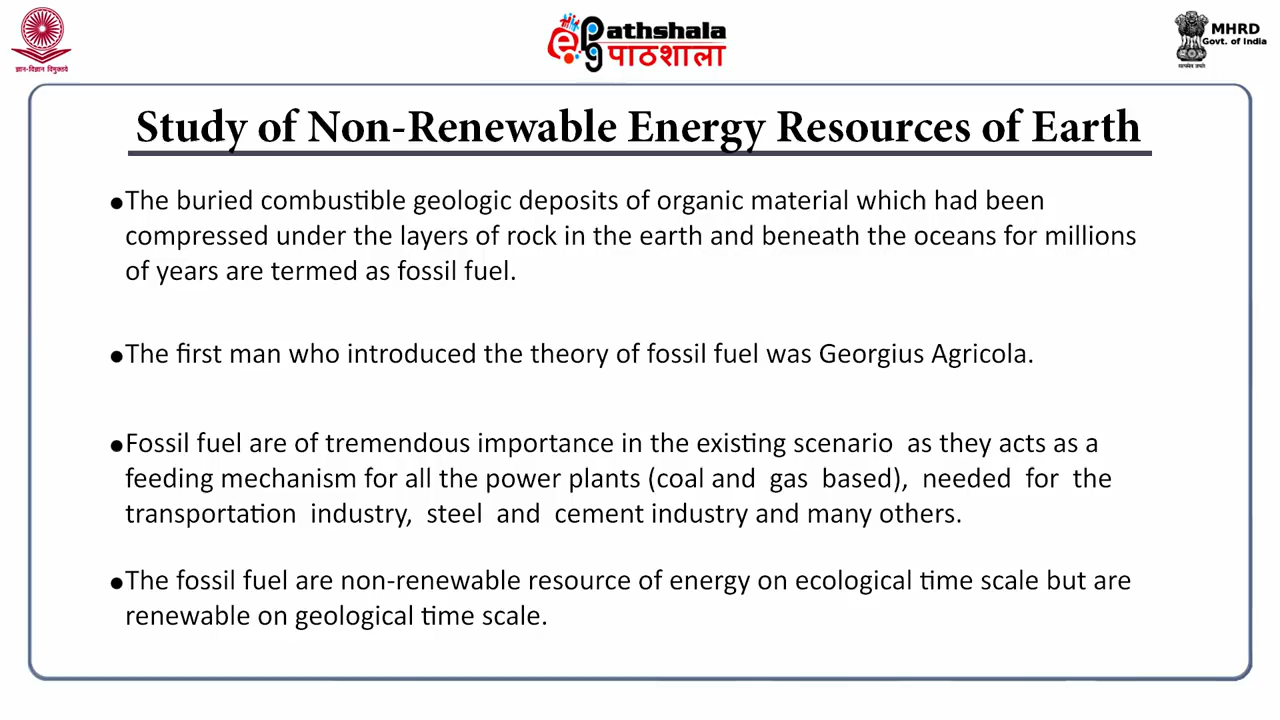 ज्ञान-विज्ञान विमुक्तये
epg Pathshala
पाठशाला
MHRD
Govt. of India
सत्यमेव जयते
Study of Non-Renewable Energy Resources of Earth
•The buried combustible geologic deposits of organic material which had been
compressed under the layers of rock in the earth and beneath the oceans for millions
of years are termed as fossil fuel.
•The first man who introduced the theory of fossil fuel was Georgius Agricola.
•Fossil fuel are of tremendous importance in the existing scenario as they acts as a
feeding mechanism for all the power plants (coal and gas based), needed for the
transportation industry, steel and cement industry and many others.
•The fossil fuel are non-renewable resource of energy on ecological time scale but are
renewable on geological time scale.